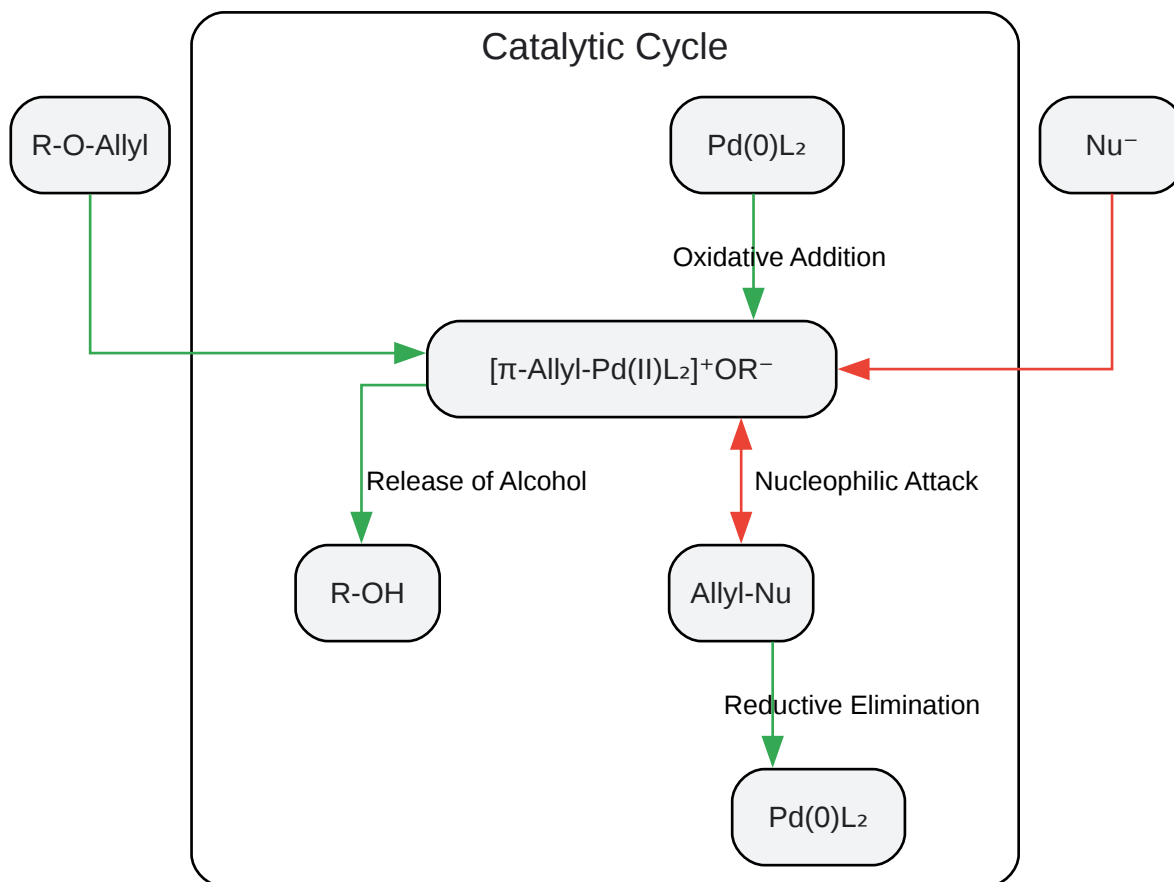 Catalytic Cycle
R-O-Allyl
Pd(0)L₂
Nu⁻
Oxidative Addition
[π-Allyl-Pd(II)L₂]⁺OR⁻
Release of Alcohol
Nucleophilic Attack
R-OH
Allyl-Nu
Reductive Elimination
Pd(0)L₂